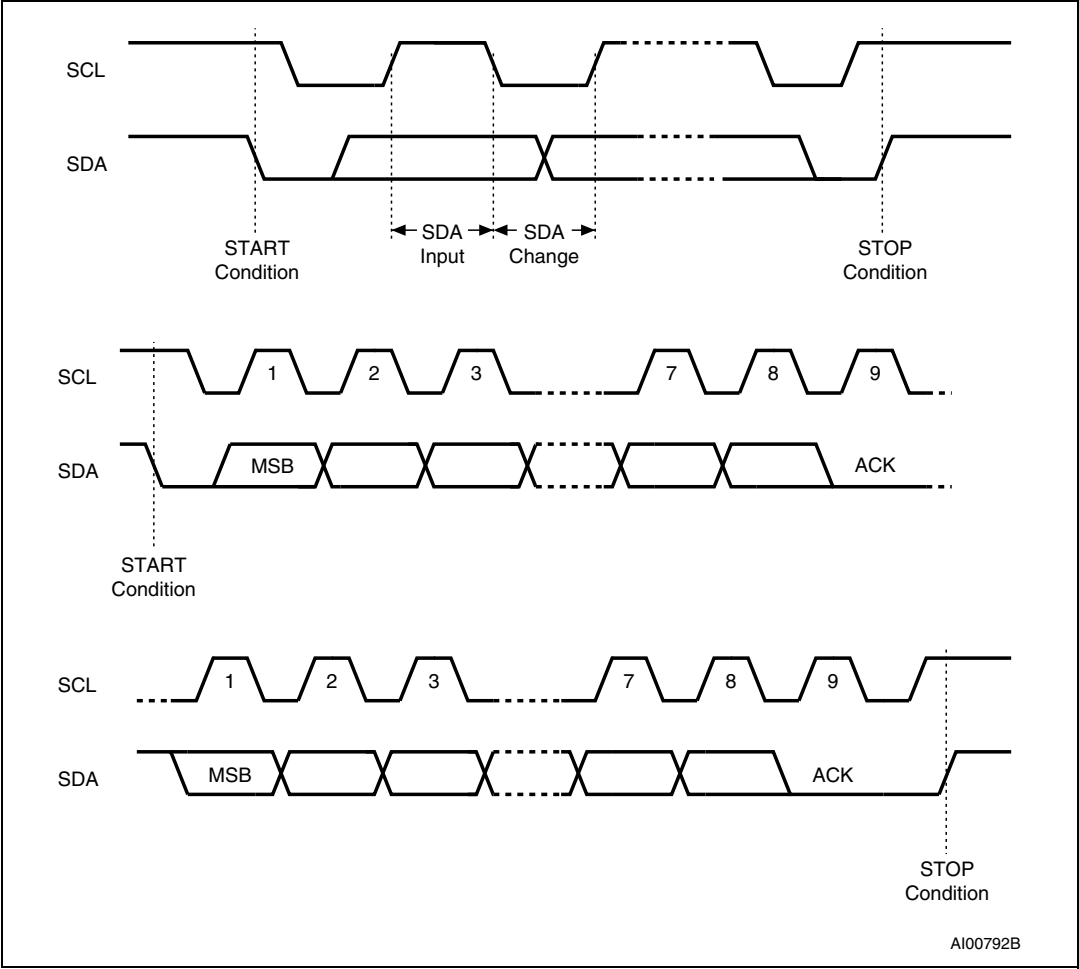 SCL
SDA
SDA
Input
SDA
Change
START
Condition
STOP
Condition
SCL
1 2 3 7 8 9
SDA
MSB ACK
START
Condition
SCL
1 2 3 7 8 9
SDA
MSB ACK
STOP
Condition
AI00792B